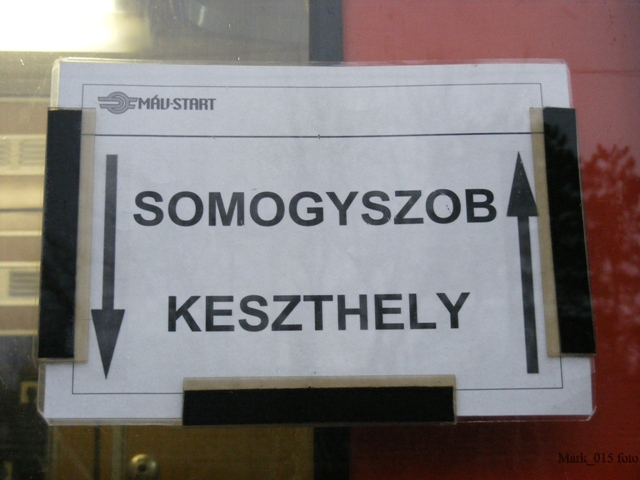 MÁV-START
SOMOGYSZOB
KESZTHELY
Mark_015 foto